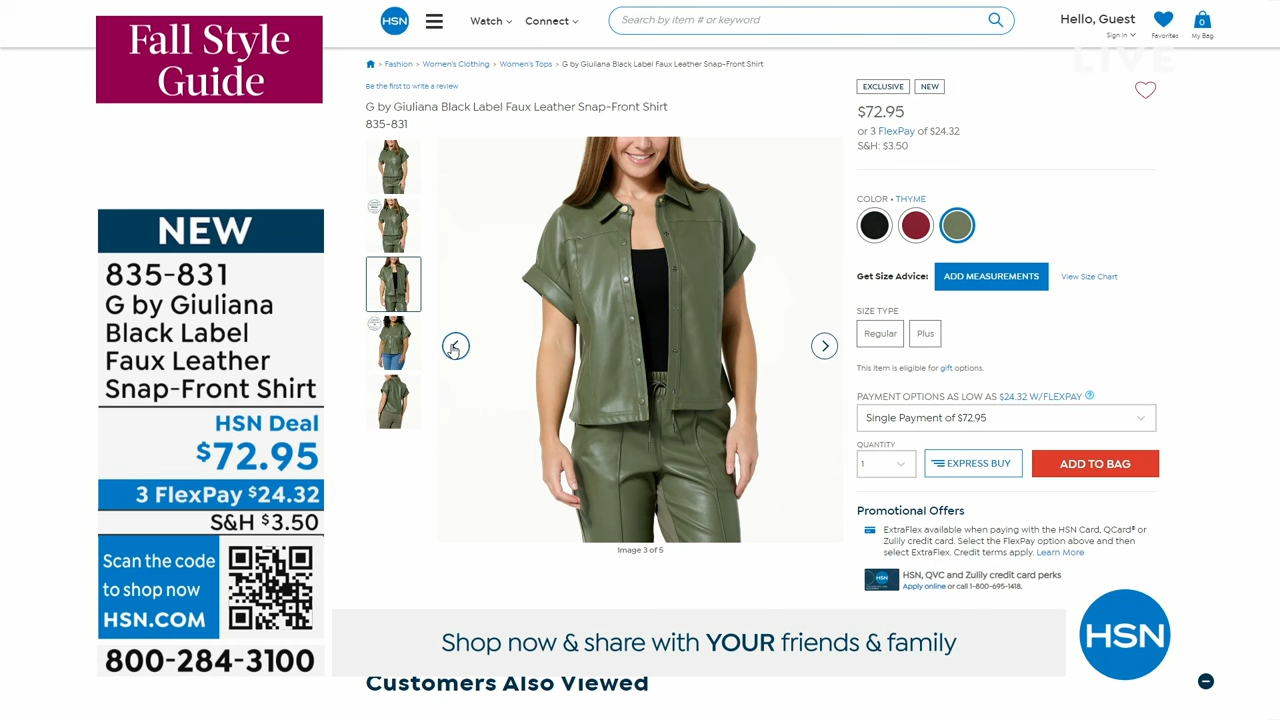 Fall Style
Guide
NEW
835-831
G by Giuliana
Black Label
Faux Leather
Snap-Front Shirt
HSN Deal
$72.95
3 FlexPay $24.32
S&H $3.50
Scan the code
to shop now
HSN.COM
800-284-3100
HSN
Watch
Connect
Search by item # or keyword
Hello, Guest
Sign In
Favorites
0
My Bag
LIVE
> Fashion > Women's Clothing > Women's Tops > G by Giuliana Black Label Faux Leather Snap-Front Shirt
Be the first to write a review
G by Giuliana Black Label Faux Leather Snap-Front Shirt
835-831
Image 3 of 5
EXCLUSIVE
NEW
$72.95
or 3 FlexPay of $24.32
S&H: $3.50
COLOR • THYME
Get Size Advice: ADD MEASUREMENTS View Size Chart
SIZE TYPE
Regular Plus
This item is eligible for gift options.
PAYMENT OPTIONS AS LOW AS $24.32 W/FLEXPAY ?
Single Payment of $72.95
QUANTITY
1 EXPRESS BUY ADD TO BAG
Promotional Offers
ExtraFlex available when paying with the HSN Card, QCard® or
Zulily credit card. Select the FlexPay option above and then
select ExtraFlex. Credit terms apply. Learn More
HSN
HSN, QVC and Zulily credit card perks
Apply online or call 1-800-695-1418.
Shop now & share with YOUR friends & family
HSN
Customers Also Viewed